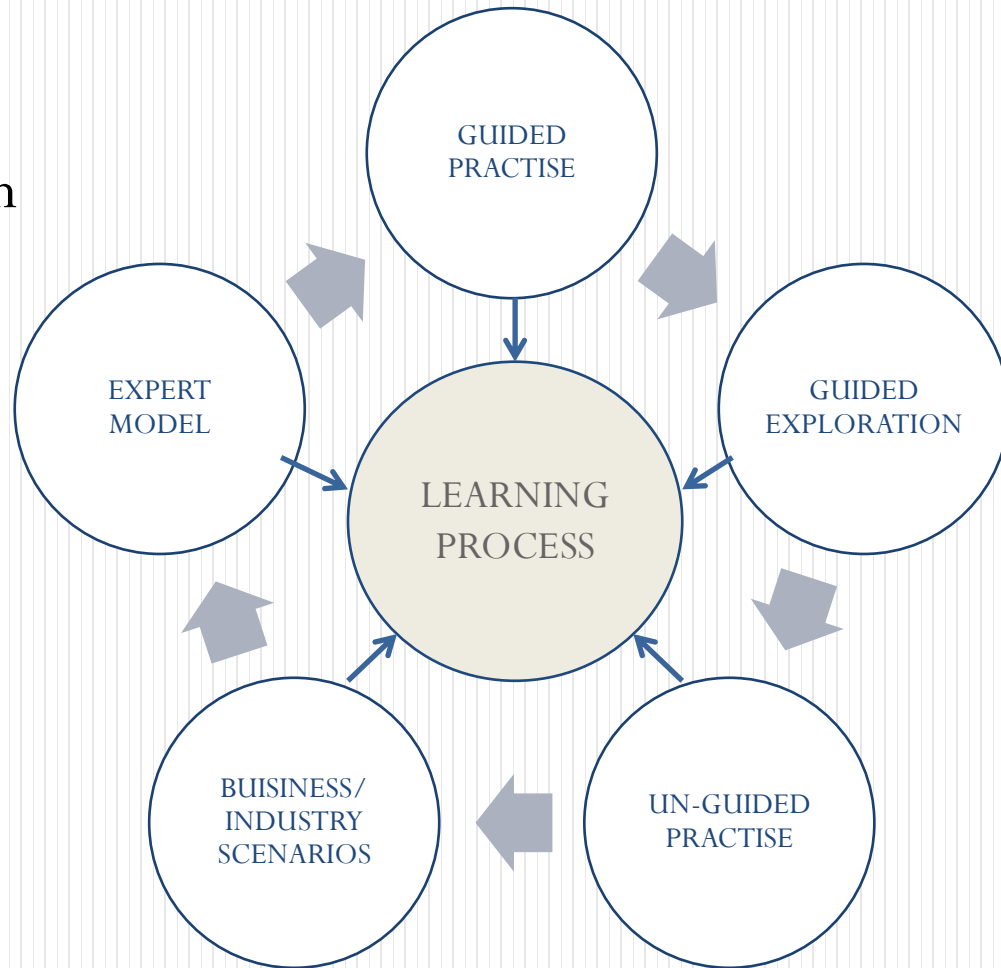 GUIDED
PRACTISE
EXPERT
MODEL
GUIDED
EXPLORATION
LEARNING
PROCESS
BUISINESS/
INDUSTRY
SCENARIOS
UN-GUIDED
PRACTISE